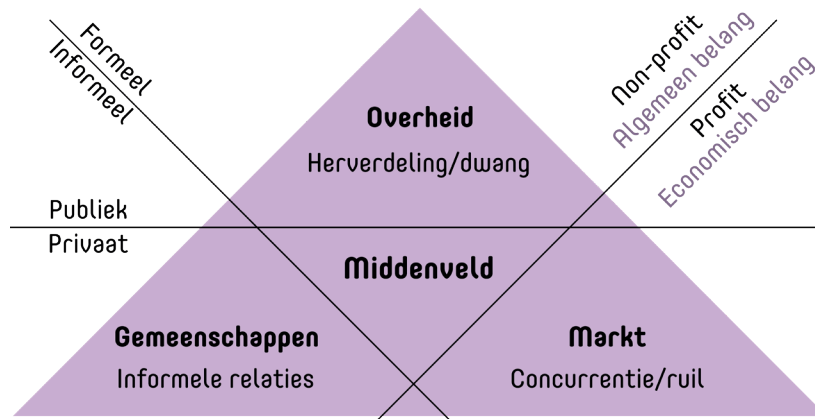 Formeel
Informeel
Non-profit
Algemeen belang
Profit
Economisch belang
Overheid
Herverdeling/dwang
Publiek
Privaat
Middenveld
Gemeenschappen
Informele relaties
Markt
Concurrentie/ruil